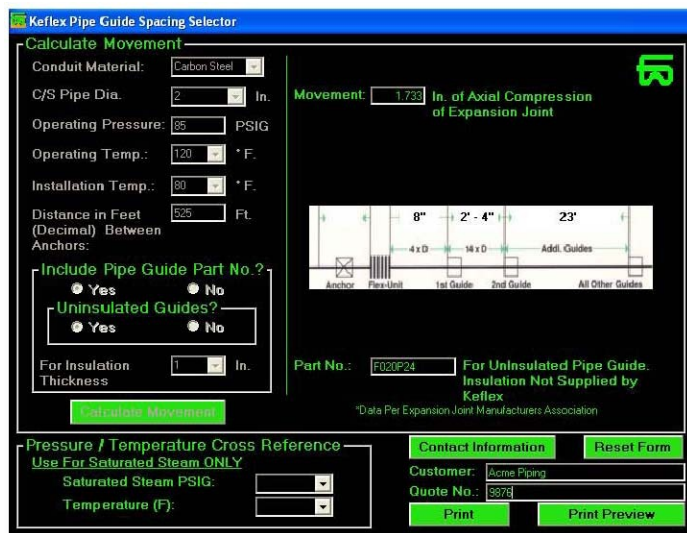 Keflex Pipe Guide Spacing Selector
Calculate Movement
Conduit Material: Carbon Steel
C/S Pipe Dia. 2 In.
Operating Pressure: 85 PSIG
Operating Temp.: 120 ° F.
Installation Temp.: 80 ° F.
Distance in Feet 525 Ft.
(Decimal) Between
Anchors:
Include Pipe Guide Part No.?
Yes No
Uninsulated Guides?
Yes No
For Insulation 1 In.
Thickness
Calculate Movement
Movement: 1.733 In. of Axial Compression
of Expansion Joint
8" 2' - 4" 23'
4 x D 14 x D Addl. Guides
Anchor Flex-Unit 1st Guide 2nd Guide All Other Guides
Part No.: F020P24 For UnInsulated Pipe Guide.
Insulation Not Supplied by
Keflex
*Data Per Expansion Joint Manufacturers Association
Pressure / Temperature Cross Reference
Use For Saturated Steam ONLY
Saturated Steam PSIG:
Temperature (F):
Contact Information Reset Form
Customer: Acme Piping
Quote No.: 9876
Print Print Preview